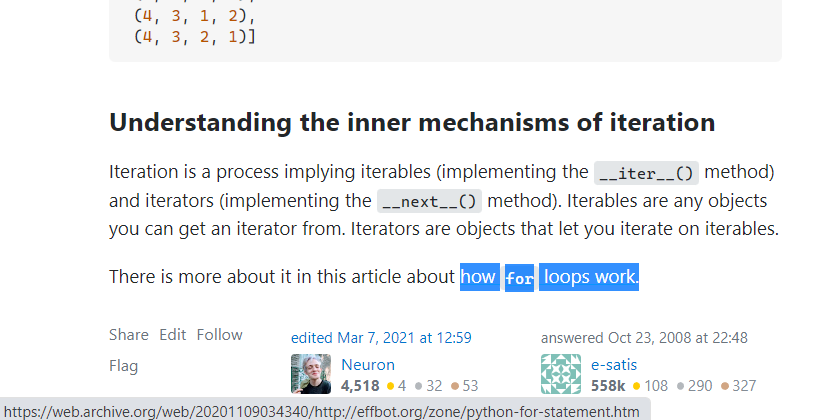 (4, 3, 1, 2),
(4, 3, 2, 1)]
Understanding the inner mechanisms of iteration
Iteration is a process implying iterables (implementing the __iter__() method)
and iterators (implementing the __next__() method). Iterables are any objects
you can get an iterator from. Iterators are objects that let you iterate on iterables.
There is more about it in this article about how for loops work.
Share Edit Follow
Flag
edited Mar 7, 2021 at 12:59
Neuron
4,518 4 32 53
answered Oct 23, 2008 at 22:48
e-satis
558k 108 290 327
https://web.archive.org/web/20201109034340/http://effbot.org/zone/python-for-statement.htm